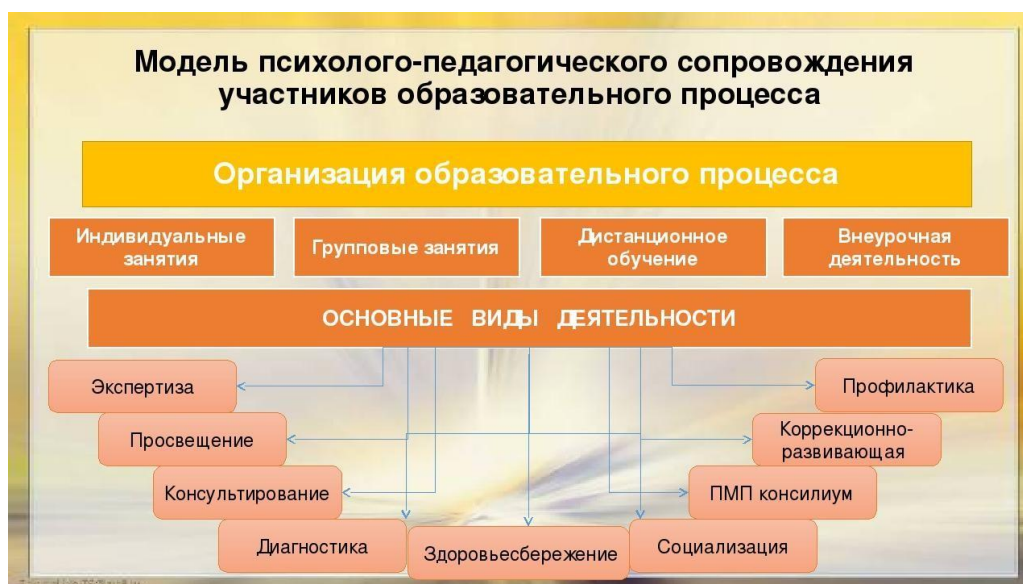 Модель психолого-педагогического сопровождения
участников образовательного процесса
Организация образовательного процесса
Индивидуальные
занятия
Групповые занятия
Дистанционное
обучение
Внеурочная
деятельность
ОСНОВНЫЕ ВИДЫ ДЕЯТЕЛЬНОСТИ
Экспертиза
Профилактика
Просвещение
Коррекционно-
развивающая
Консультирование
ПМП консилиум
Диагностика
Здоровьесбережение
Социализация